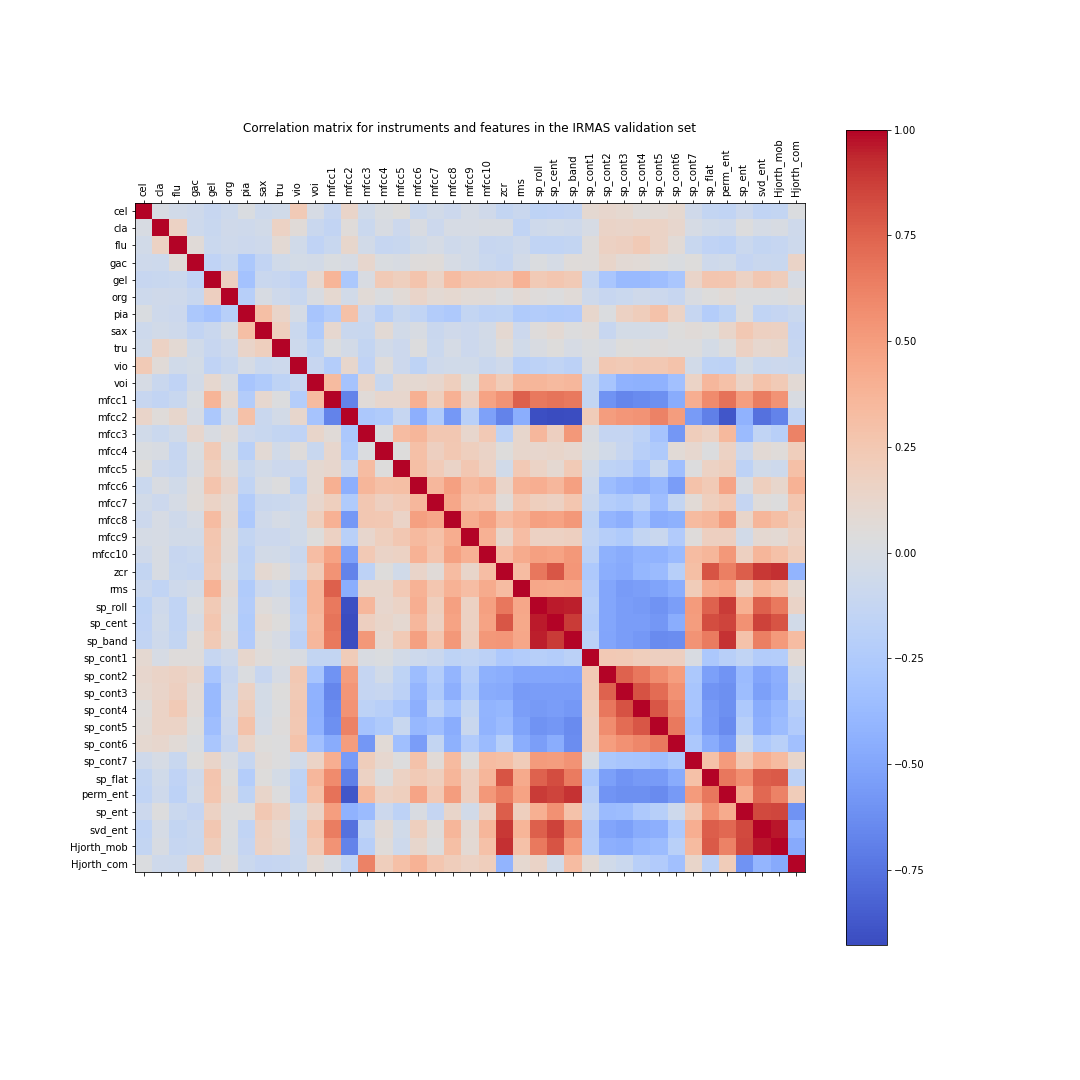 Correlation matrix for instruments and features in the IRMAS validation set
cel cla flu gac gel org pia sax tru vio voi mfcc1 mfcc2 mfcc3 mfcc4 mfcc5 mfcc6 mfcc7 mfcc8 mfcc9 mfcc10 zcr rms sp_roll sp_cent sp_band sp_cont1 sp_cont2 sp_cont3 sp_cont4 sp_cont5 sp_cont6 sp_cont7 sp_flat perm_ent sp_ent svd_ent Hjorth_mob Hjorth_com
cel
cla
flu
gac
gel
org
pia
sax
tru
vio
voi
mfcc1
mfcc2
mfcc3
mfcc4
mfcc5
mfcc6
mfcc7
mfcc8
mfcc9
mfcc10
zcr
rms
sp_roll
sp_cent
sp_band
sp_cont1
sp_cont2
sp_cont3
sp_cont4
sp_cont5
sp_cont6
sp_cont7
sp_flat
perm_ent
sp_ent
svd_ent
Hjorth_mob
Hjorth_com
1.00
0.75
0.50
0.25
0.00
−0.25
−0.50
−0.75